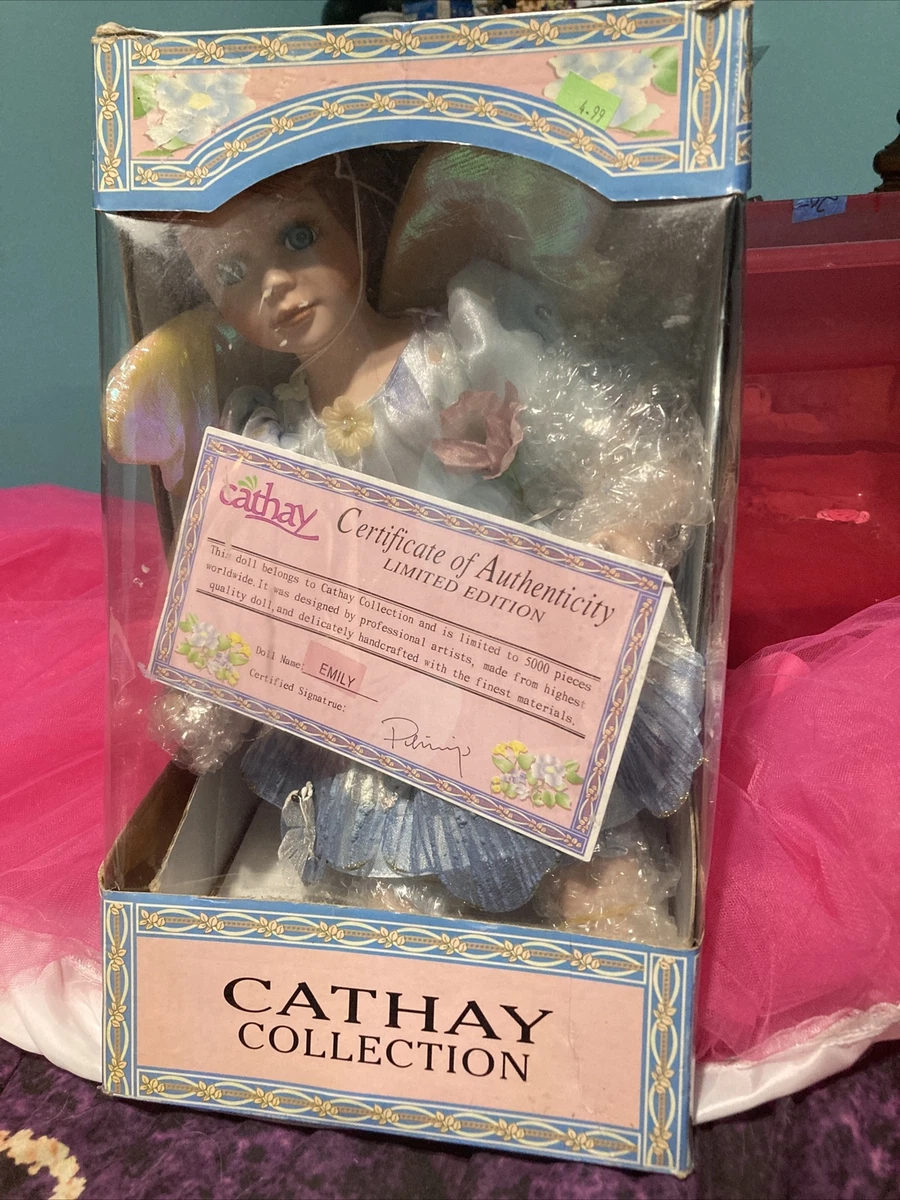 4.99
cathay
Certificate of Authenticity
LIMITED EDITION
This doll belongs to Cathay Collection and is limited to 5000 pieces
worldwide. It was designed by professional artists, made from highest
quality doll, and delicately handcrafted with the finest materials.
Doll Name: EMILY
Certified Signatrue:
CATHAY
COLLECTION